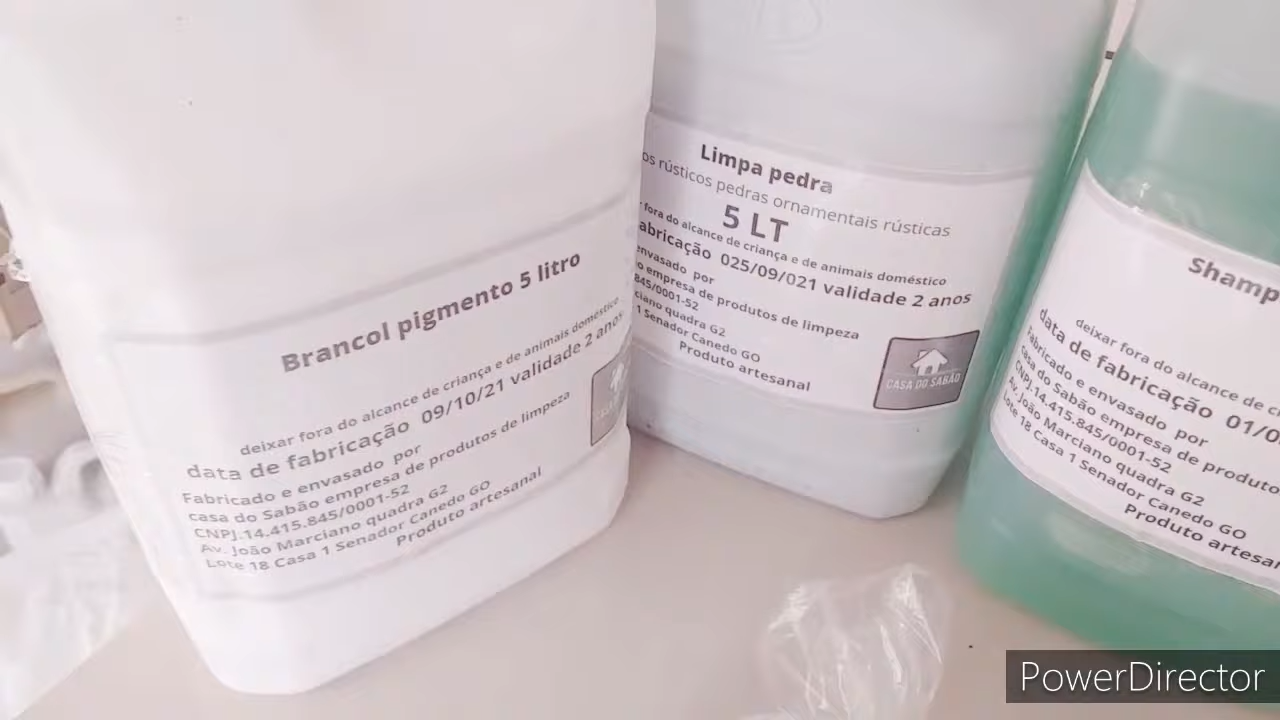 Brancol pigmento 5 litro
deixar fora do alcance de criança e de animais doméstico
data de fabricação 09/10/21 validade 2 anos
Fabricado e envasado por
casa do Sabão empresa de produtos de limpeza
CNPJ.14.415.845/0001-52
Av. João Marciano quadra G2
Lote 18 Casa 1 Senador Canedo GO
Produto artesanal
Limpa pedra
os rústicos pedras ornamentais rústicas
5 LT
fora do alcance de criança e de animais doméstico
abricação 025/09/021 validade 2 anos
envasado por
o empresa de produtos de limpeza
845/0001-52
ciano quadra G2
1 Senador Canedo GO
Produto artesanal
CASA DO SABÃO
Shamp
deixar fora do alcance de c
data de fabricação 01/0
Fabricado e envasado por
casa do Sabão empresa de produto
CNPJ.14.415.845/0001-52
Av. João Marciano quadra G2
Lote 18 Casa 1 Senador Canedo GO
Produto artesa
PowerDirector